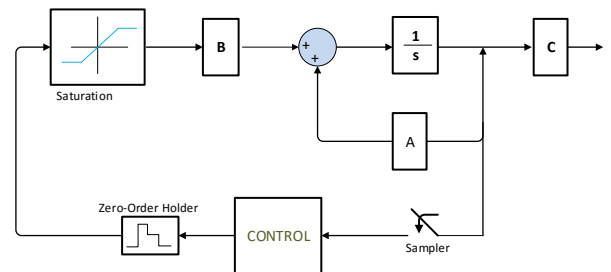 B
+
+
1
s
C
Saturation
A
Zero-Order Holder
CONTROL
Sampler